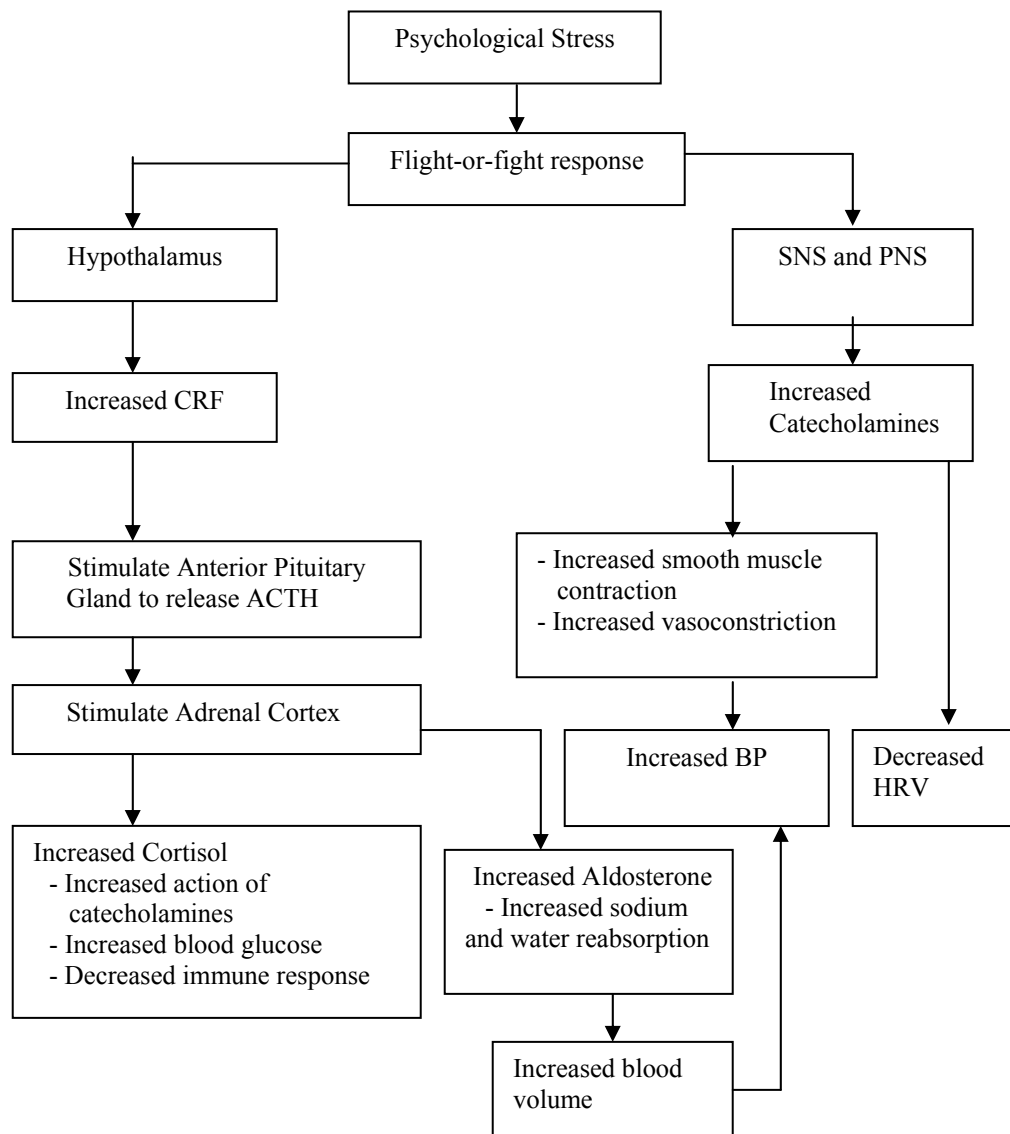 Psychological Stress
Flight-or-fight response
Hypothalamus
SNS and PNS
Increased CRF
Increased
Catecholamines
Stimulate Anterior Pituitary
Gland to release ACTH
- Increased smooth muscle
contraction
- Increased vasoconstriction
Stimulate Adrenal Cortex
Increased BP
Decreased
HRV
Increased Cortisol
- Increased action of
catecholamines
- Increased blood glucose
- Decreased immune response
Increased Aldosterone
- Increased sodium
and water reabsorption
Increased blood
volume